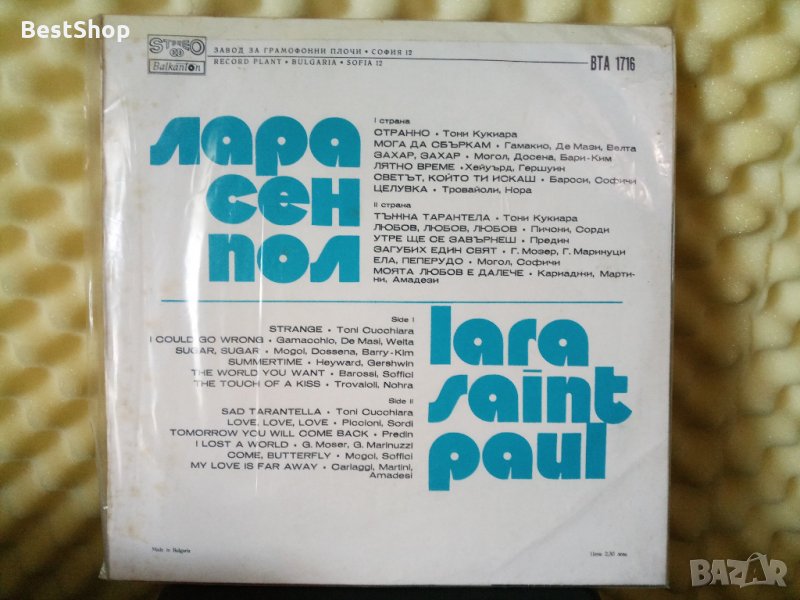 BestShop
STEREO
Balkanton
ЗАВОД ЗА ГРАМОФОННИ ПЛОЧИ • СОФИЯ 12
RECORD PLANT • BULGARIA • SOFIA 12
ВТА 1716
лара
сен
пол
I страна
СТРАННО • Тони Кукиара
МОГА ДА СБЪРКАМ • Гамакио, Де Мази, Велта
ЗАХАР, ЗАХАР • Могол, Досена, Бари-Ким
ЛЯТНО ВРЕМЕ • Хейуърд, Гершуин
СВЕТЪТ, КОЙТО ТИ ИСКАШ • Бароси, Софичи
ЦЕЛУВКА • Тровайоли, Нора
II страна
ТЪЖНА ТАРАНТЕЛА • Тони Кукиара
ЛЮБОВ, ЛЮБОВ, ЛЮБОВ • Пичони, Сорди
УТРЕ ЩЕ СЕ ЗАВЪРНЕШ • Предин
ЗАГУБИХ ЕДИН СВЯТ • Г. Мозер, Г. Маринуци
ЕЛА, ПЕПЕРУДО • Могол, Софичи
МОЯТА ЛЮБОВ Е ДАЛЕЧЕ • Кариаджи, Марти-
ни, Амадези
Side I
STRANGE • Toni Cucchiara
I COULD GO WRONG • Gamacchio, De Masi, Welta
SUGAR, SUGAR • Mogol, Dossena, Barry-Kim
SUMMERTIME • Heyward, Gershwin
THE WORLD YOU WANT • Barossi, Soffici
THE TOUCH OF A KISS • Trovaioli, Nohra
Side II
SAD TARANTELLA • Toni Cucchiara
LOVE, LOVE, LOVE • Piccioni, Sordi
TOMORROW YOU WILL COME BACK • Predin
I LOST A WORLD • G. Moser, G. Marinuzzi
COME, BUTTERFLY • Mogol, Soffici
MY LOVE IS FAR AWAY • Cariaggi, Martini,
Amadesi
lara
saint
paul
Made in Bulgaria
Цена 2,30 лева
BAZAR